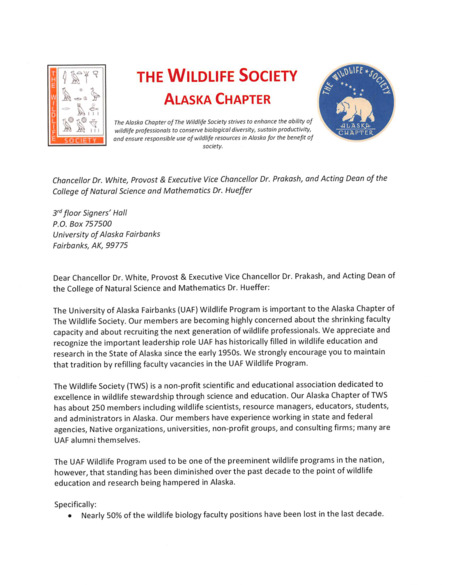 THE WILDLIFE SOCIETY
THE WILDLIFE SOCIETY
ALASKA CHAPTER
THE WILDLIFE SOCIETY
ALASKA
CHAPTER
The Alaska Chapter of The Wildlife Society strives to enhance the ability of
wildlife professionals to conserve biological diversity, sustain productivity,
and ensure responsible use of wildlife resources in Alaska for the benefit of
society.
Chancellor Dr. White, Provost & Executive Vice Chancellor Dr. Prakash, and Acting Dean of the
College of Natural Science and Mathematics Dr. Hueffer
3rd floor Signers' Hall
P.O. Box 757500
University of Alaska Fairbanks
Fairbanks, AK, 99775
Dear Chancellor Dr. White, Provost & Executive Vice Chancellor Dr. Prakash, and Acting Dean of
the College of Natural Science and Mathematics Dr. Hueffer:
The University of Alaska Fairbanks (UAF) Wildlife Program is important to the Alaska Chapter of
The Wildlife Society. Our members are becoming highly concerned about the shrinking faculty
capacity and about recruiting the next generation of wildlife professionals. We appreciate and
recognize the important leadership role UAF has historically filled in wildlife education and
research in the State of Alaska since the early 1950s. We strongly encourage you to maintain
that tradition by refilling faculty vacancies in the UAF Wildlife Program.
The Wildlife Society (TWS) is a non-profit scientific and educational association dedicated to
excellence in wildlife stewardship through science and education. Our Alaska Chapter of TWS
has about 250 members including wildlife scientists, resource managers, educators, students,
and administrators in Alaska. Our members have experience working in state and federal
agencies, Native organizations, universities, non-profit groups, and consulting firms; many are
UAF alumni themselves.
The UAF Wildlife Program used to be one of the preeminent wildlife programs in the nation,
however, that standing has been diminished over the past decade to the point of wildlife
education and research being hampered in Alaska.
Specifically:
• Nearly 50% of the wildlife biology faculty positions have been lost in the last decade.